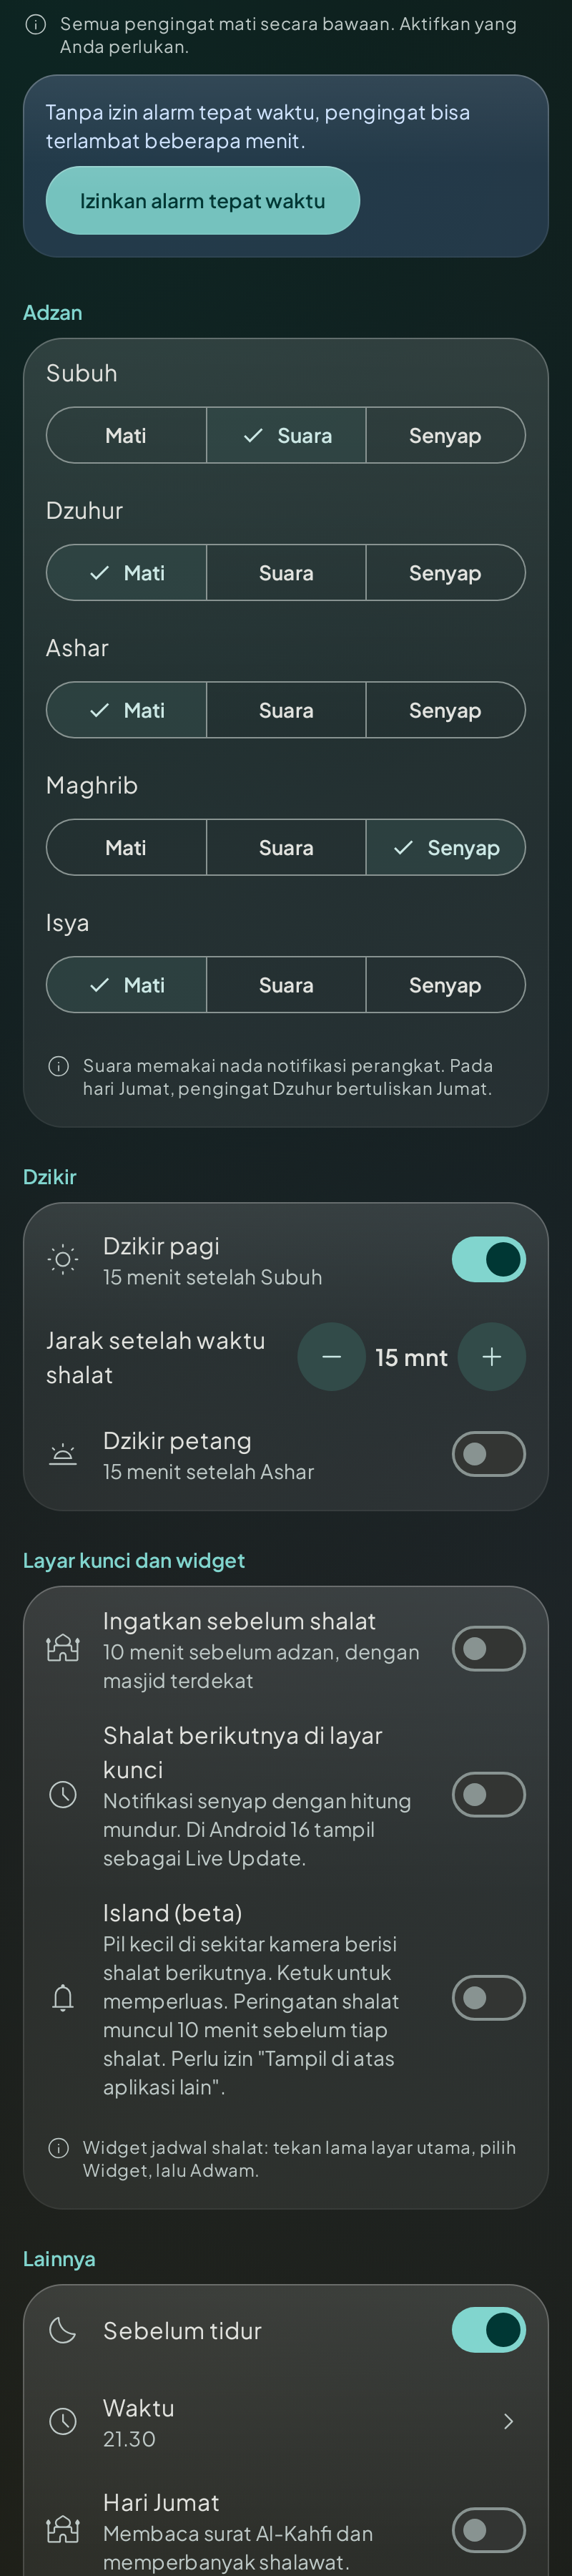 Semua pengingat mati secara bawaan. Aktifkan yang
Anda perlukan.
Tanpa izin alarm tepat waktu, pengingat bisa
terlambat beberapa menit.
Izinkan alarm tepat waktu
Adzan
Subuh
Mati Suara Senyap
Dzuhur
Mati Suara Senyap
Ashar
Mati Suara Senyap
Maghrib
Mati Suara Senyap
Isya
Mati Suara Senyap
Suara memakai nada notifikasi perangkat. Pada
hari Jumat, pengingat Dzuhur bertuliskan Jumat.
Dzikir
Dzikir pagi
15 menit setelah Subuh
Jarak setelah waktu
shalat
15 mnt
Dzikir petang
15 menit setelah Ashar
Layar kunci dan widget
Ingatkan sebelum shalat
10 menit sebelum adzan, dengan
masjid terdekat
Shalat berikutnya di layar
kunci
Notifikasi senyap dengan hitung
mundur. Di Android 16 tampil
sebagai Live Update.
Island (beta)
Pil kecil di sekitar kamera berisi
shalat berikutnya. Ketuk untuk
memperluas. Peringatan shalat
muncul 10 menit sebelum tiap
shalat. Perlu izin "Tampil di atas
aplikasi lain".
Widget jadwal shalat: tekan lama layar utama, pilih
Widget, lalu Adwam.
Lainnya
Sebelum tidur
Waktu
21.30
Hari Jumat
Membaca surat Al-Kahfi dan
memperbanyak shalawat.